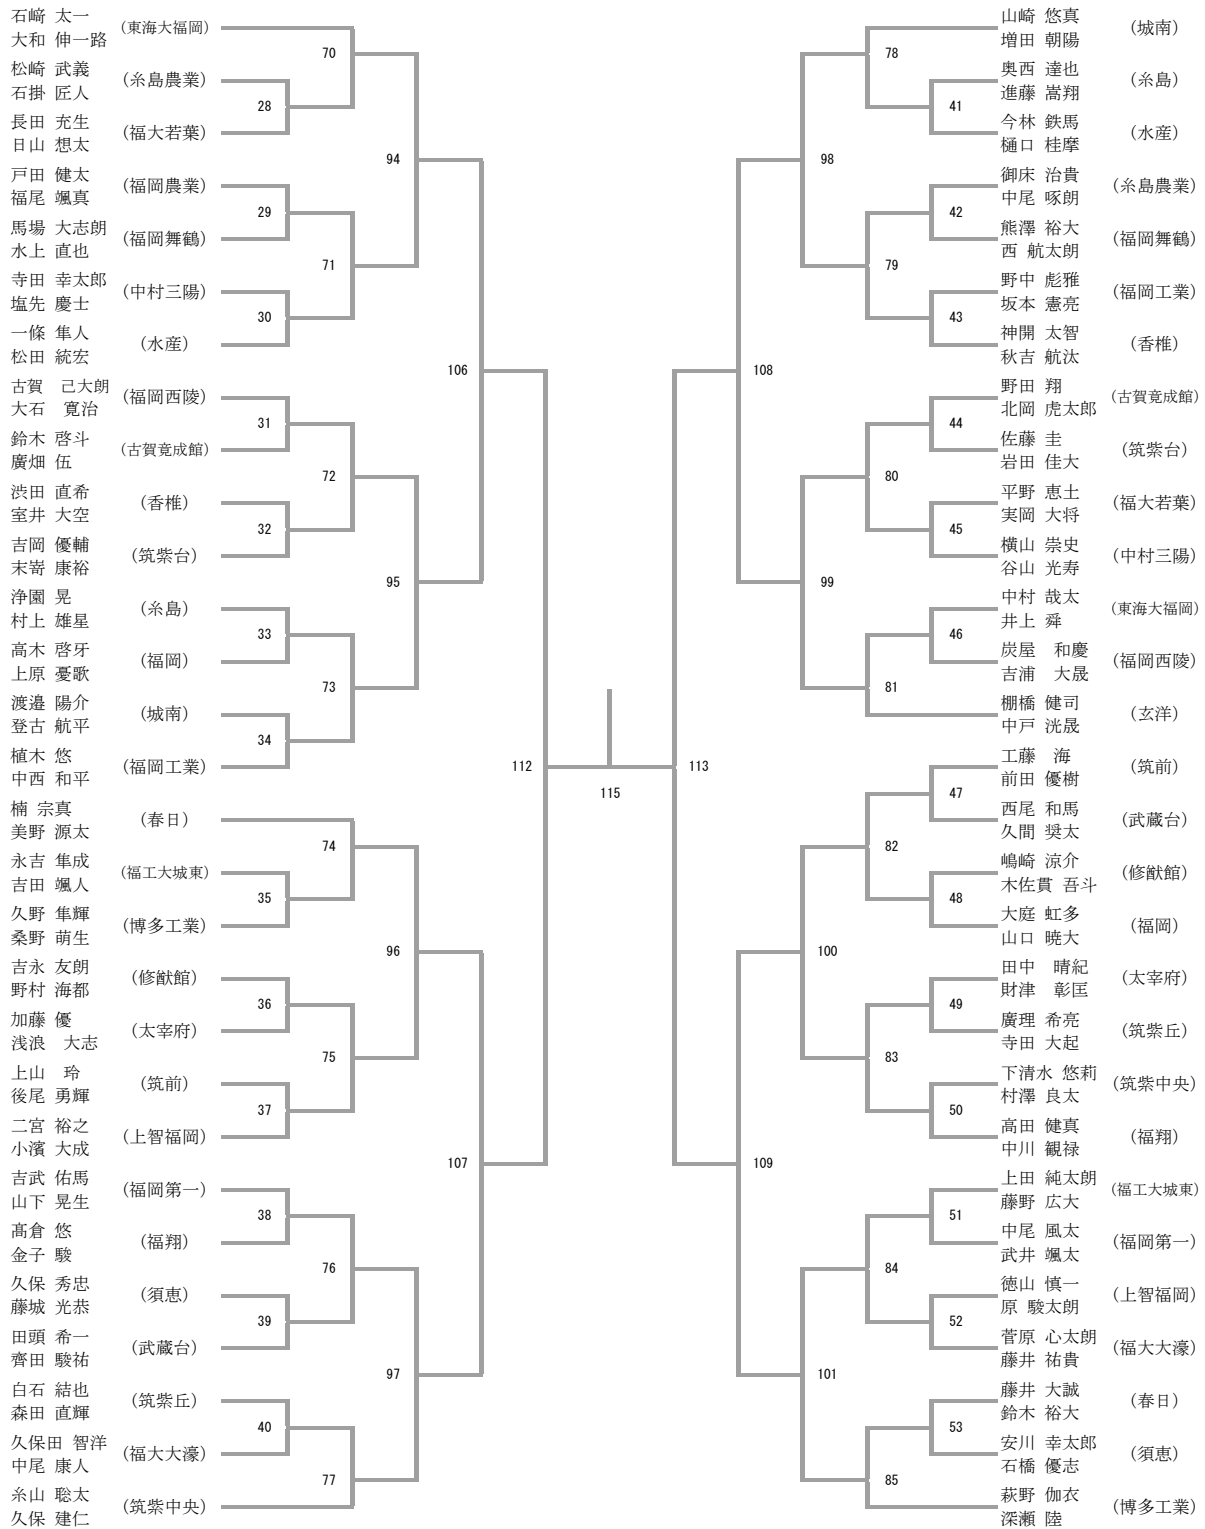 石﨑 太一
大和 伸一路
(東海大福岡)
70
松崎 武義
石掛 匠人
(糸島農業)
28
長田 充生
日山 想太
(福大若葉)
94
戸田 健太
福尾 颯真
(福岡農業)
29
馬場 大志朗
水上 直也
(福岡舞鶴)
71
寺田 幸太郎
塩先 慶士
(中村三陽)
30
一條 隼人
松田 統宏
(水産)
106
古賀 己大朗
大石 寛治
(福岡西陵)
31
鈴木 啓斗
廣畑 伍
(古賀竟成館)
72
渋田 直希
室井 大空
(香椎)
32
吉岡 優輔
末嵜 康裕
(筑紫台)
95
浄園 晃
村上 雄星
(糸島)
33
高木 啓牙
上原 憂歌
(福岡)
73
渡邉 陽介
登古 航平
(城南)
34
植木 悠
中西 和平
(福岡工業)
112
楠 宗真
美野 源太
(春日)
74
永吉 隼成
吉田 颯人
(福工大城東)
35
久野 隼輝
桑野 萌生
(博多工業)
96
吉永 友朗
野村 海都
(修猷館)
36
加藤 優
浅浪 大志
(太宰府)
75
上山 玲
後尾 勇輝
(筑前)
37
二宮 裕之
小濱 大成
(上智福岡)
107
吉武 佑馬
山下 晃生
(福岡第一)
38
髙倉 悠
金子 駿
(福翔)
76
久保 秀忠
藤城 光恭
(須恵)
39
田頭 希一
齊田 駿祐
(武蔵台)
97
白石 結也
森田 直輝
(筑紫丘)
40
久保田 智洋
中尾 康人
(福大大濠)
77
糸山 聡太
久保 建仁
(筑紫中央)
115
山崎 悠真
増田 朝陽
(城南)
78
奥西 達也
進藤 嵩翔
(糸島)
41
今林 鉄馬
樋口 桂摩
(水産)
98
御床 治貴
中尾 啄朗
(糸島農業)
42
熊澤 裕大
西 航太朗
(福岡舞鶴)
79
野中 彪雅
坂本 憲亮
(福岡工業)
43
神開 太智
秋吉 航汰
(香椎)
108
野田 翔
北岡 虎太郎
(古賀竟成館)
44
佐藤 圭
岩田 佳大
(筑紫台)
80
平野 恵土
実岡 大将
(福大若葉)
45
横山 崇史
谷山 光寿
(中村三陽)
99
中村 哉太
井上 舜
(東海大福岡)
46
炭屋 和慶
吉浦 大晟
(福岡西陵)
81
棚橋 健司
中戸 洸晟
(玄洋)
113
工藤 海
前田 優樹
(筑前)
47
西尾 和馬
久間 奨太
(武蔵台)
82
嶋崎 涼介
木佐貫 吾斗
(修猷館)
48
大庭 虹多
山口 暁大
(福岡)
100
田中 晴紀
財津 彰匡
(太宰府)
49
廣理 希亮
寺田 大起
(筑紫丘)
83
下清水 悠莉
村澤 良太
(筑紫中央)
50
高田 健真
中川 観禄
(福翔)
109
上田 純太朗
藤野 広大
(福工大城東)
51
中尾 風太
武井 颯太
(福岡第一)
84
徳山 慎一
原 駿太朗
(上智福岡)
52
菅原 心太朗
藤井 祐貴
(福大大濠)
101
藤井 大誠
鈴木 裕大
(春日)
53
安川 幸太郎
石橋 優志
(須恵)
85
萩野 伽衣
深瀬 陸
(博多工業)